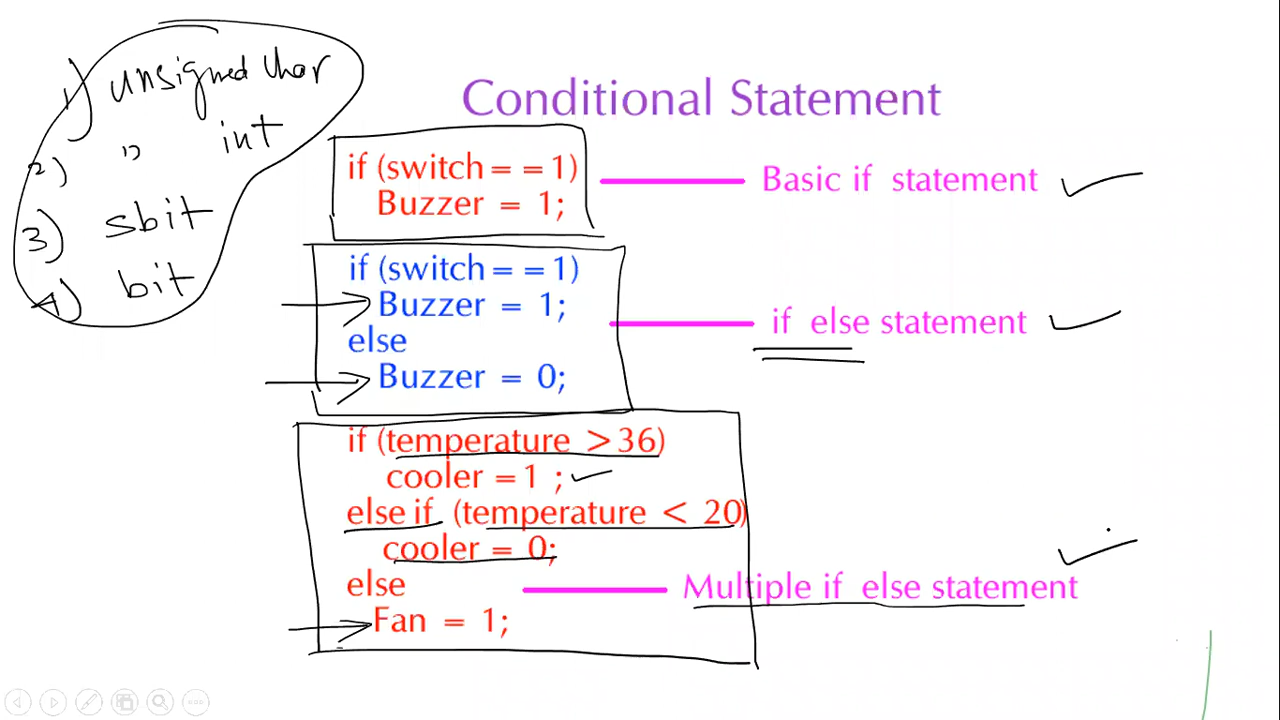 1) unsigned char
2) " int
3) sbit
4) bit
Conditional Statement
if (switch= =1)
Buzzer = 1;
Basic if statement
if (switch= =1)
Buzzer = 1;
else
Buzzer = 0;
if else statement
if (temperature >36)
cooler =1 ;
else if (temperature < 20)
cooler = 0;
else
Fan = 1;
Multiple if else statement